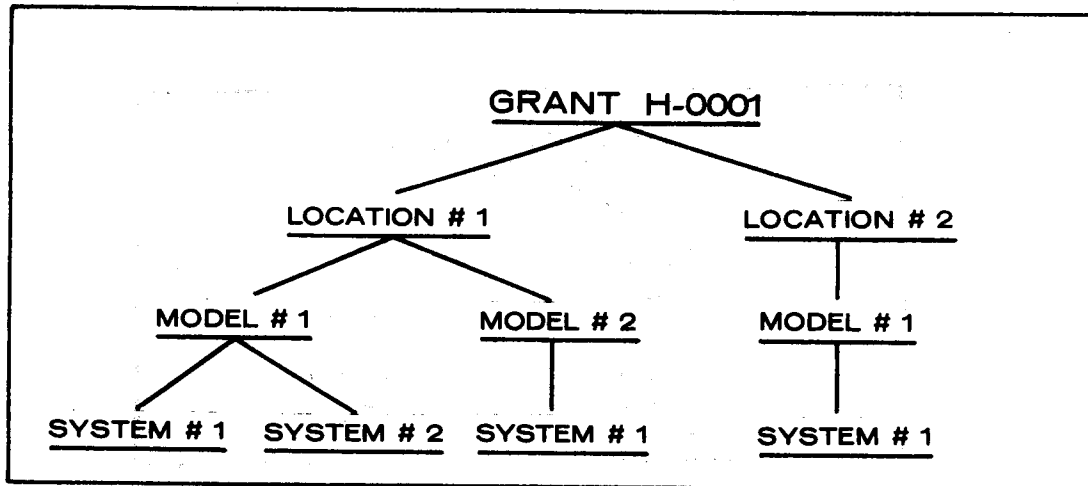 GRANT H-0001
LOCATION # 1
LOCATION # 2
MODEL # 1
MODEL # 2
MODEL # 1
SYSTEM # 1
SYSTEM # 2
SYSTEM # 1
SYSTEM # 1